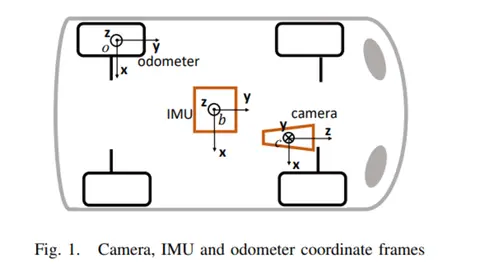 z
y
o
x
odometer
z
y
IMU
b
x
camera
y
z
c
x
Fig. 1. Camera, IMU and odometer coordinate frames